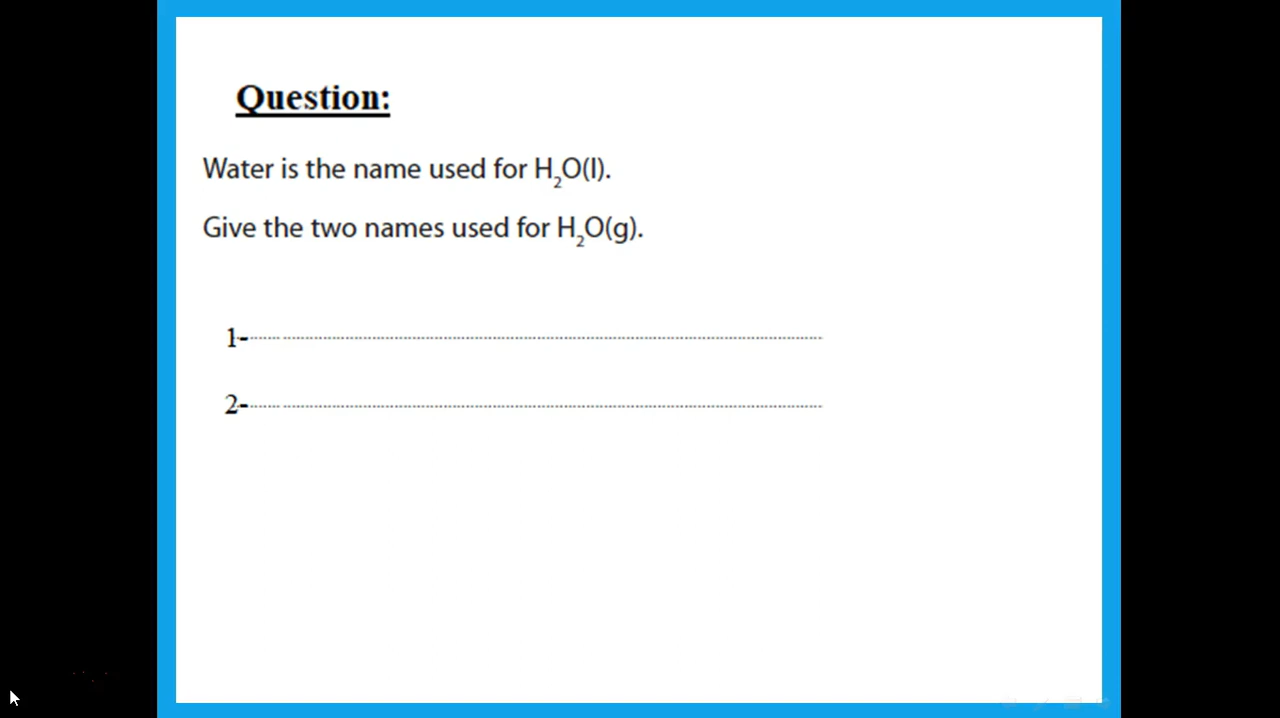 Question:
Water is the name used for H₂O(l).
Give the two names used for H₂O(g).
1-
2-